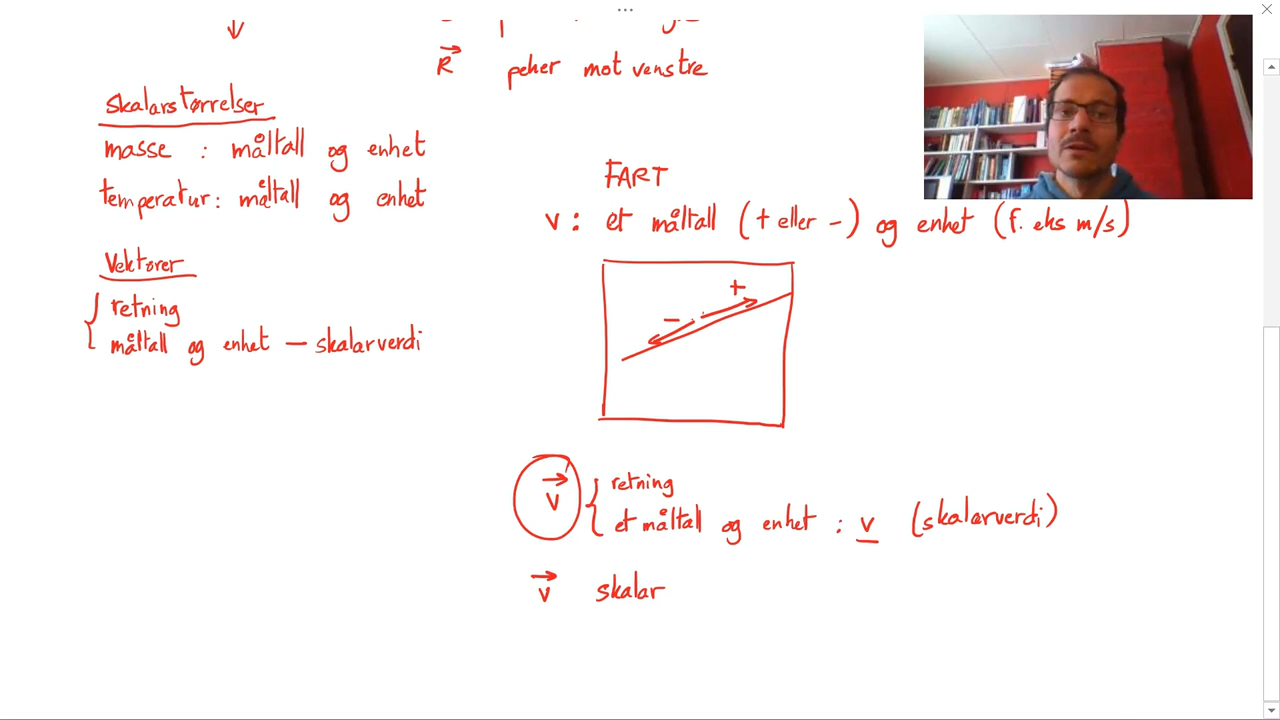 R peker mot venstre
Skalarstørrelser
masse : måltall og enhet
temperatur: måltall og enhet
Vektorer
retning
måltall og enhet – skalarverdi
FART
v: et måltall (+ eller -) og enhet (f. eks m/s)
+
-
v
retning
et måltall og enhet : v (skalarverdi)
v skalar